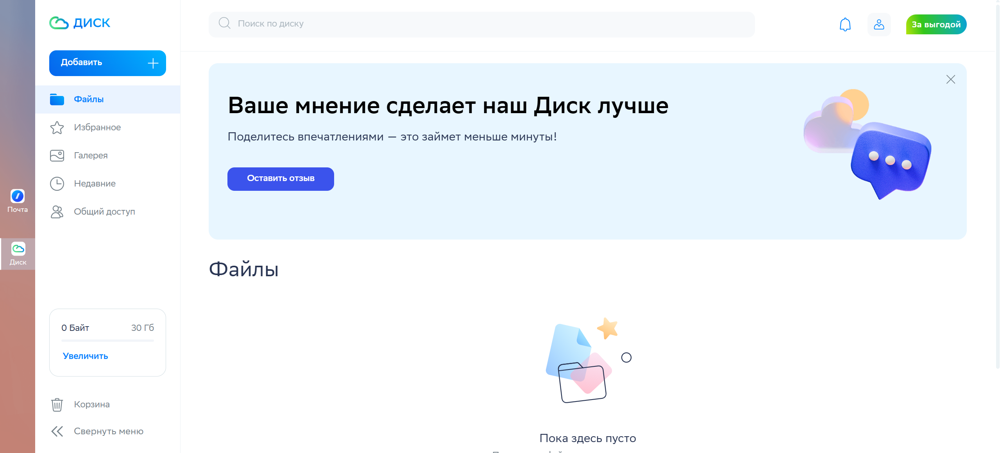 Почта
Диск
ДИСК
Добавить
Файлы
Избранное
Галерея
Недавние
Общий доступ
0 Байт 30 Гб
Увеличить
Корзина
Свернуть меню
Поиск по диску
За выгодой
Ваше мнение сделает наш Диск лучше
Поделитесь впечатлениями — это займет меньше минуты!
Оставить отзыв
Файлы
Пока здесь пусто